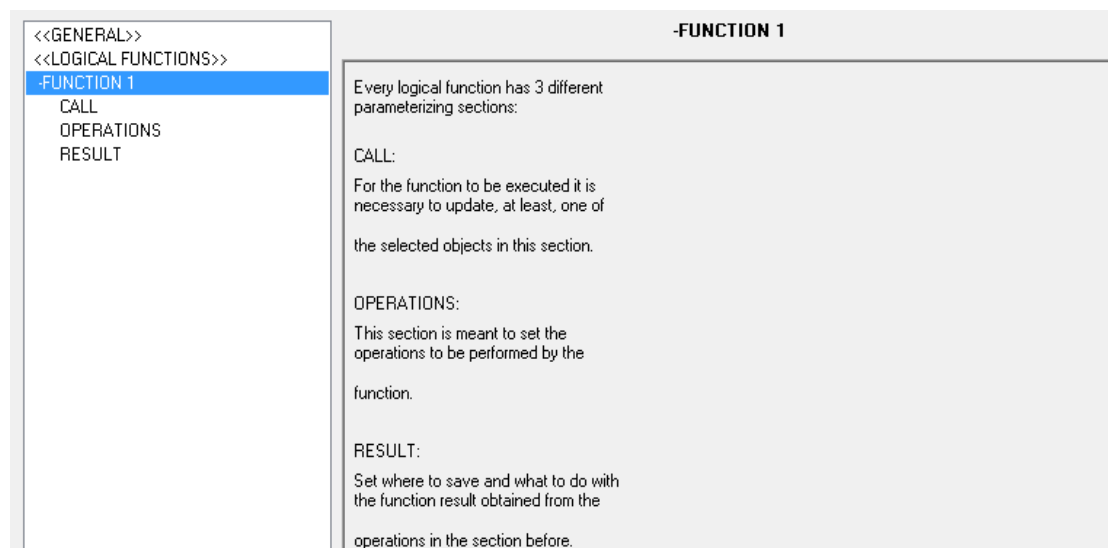 <<GENERAL>>
<<LOGICAL FUNCTIONS>>
-FUNCTION 1
CALL
OPERATIONS
RESULT
-FUNCTION 1
Every logical function has 3 different
parameterizing sections:
CALL:
For the function to be executed it is
necessary to update, at least, one of
the selected objects in this section.
OPERATIONS:
This section is meant to set the
operations to be performed by the
function.
RESULT:
Set where to save and what to do with
the function result obtained from the
operations in the section before.